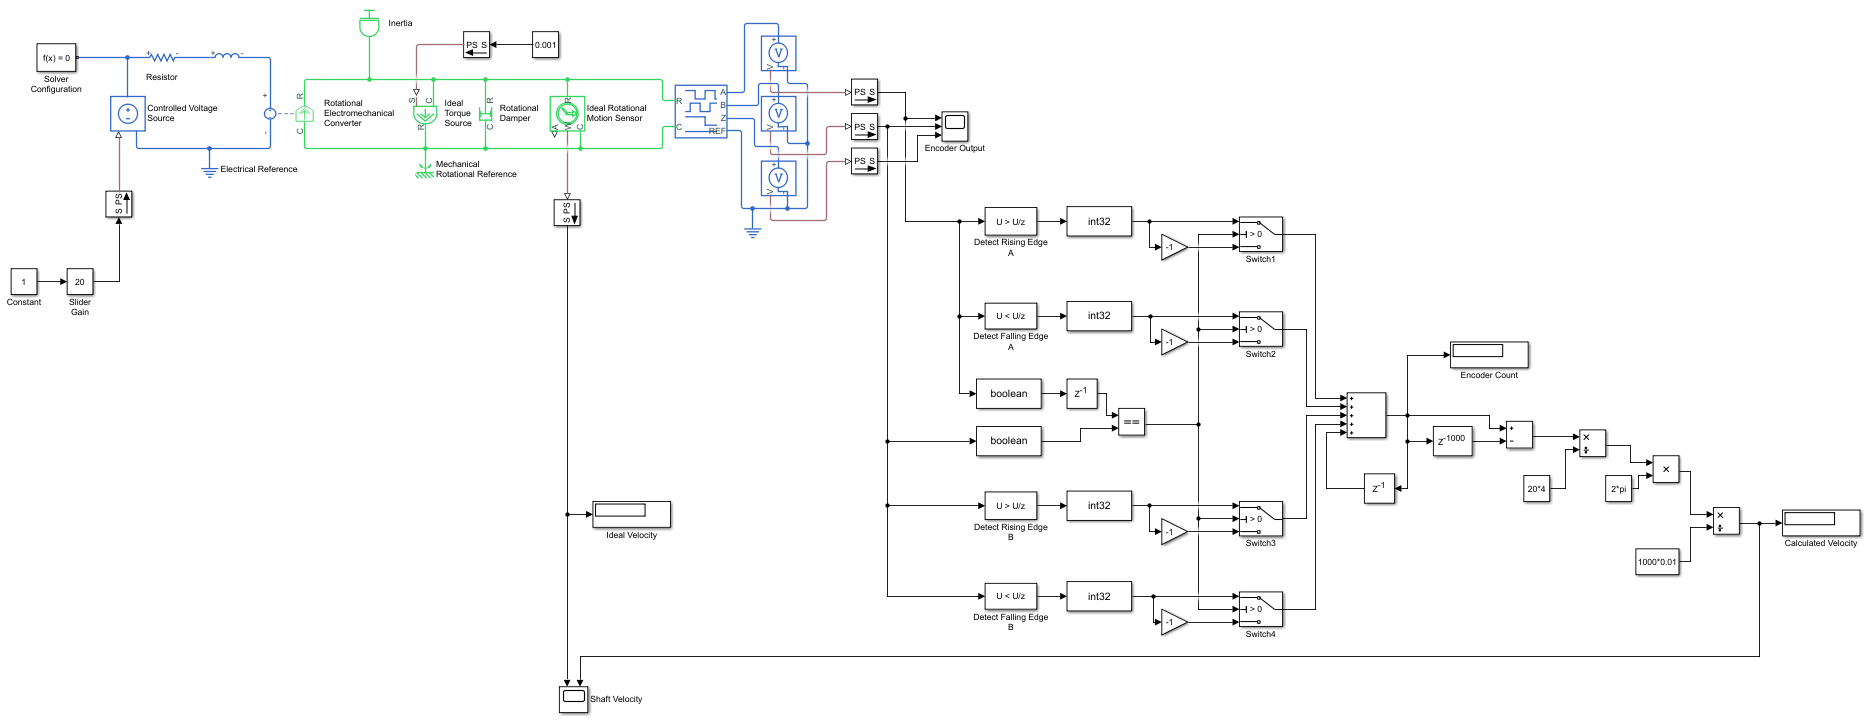 Inertia
f(x) = 0
Solver
Configuration
+ -
Resistor
+ -
PS S
0.001
Controlled Voltage
Source
+
-
R
C
Rotational
Electromechanical
Converter
S
C
R
Ideal
Torque
Source
R
C
Rotational
Damper
R
A
W
C
Ideal Rotational
Motion Sensor
R
C
A
B
Z
REF
+
V
V
+
V
V
+
V
V
PS S
PS S
PS S
Encoder Output
Electrical Reference
Mechanical
Rotational Reference
S PS
S PS
1
Constant
20
Slider
Gain
U > U/z
Detect Rising Edge
A
int32
-1
> 0
Switch1
U < U/z
Detect Falling Edge
A
int32
-1
> 0
Switch2
Encoder Count
boolean
z-1
==
boolean
+
+
+
+
+
z-1
z-1000
+
-
×
÷
20*4
2*pi
×
×
÷
1000*0.01
Calculated Velocity
U > U/z
Detect Rising Edge
B
int32
-1
> 0
Switch3
Ideal Velocity
U < U/z
Detect Falling Edge
B
int32
-1
> 0
Switch4
Shaft Velocity